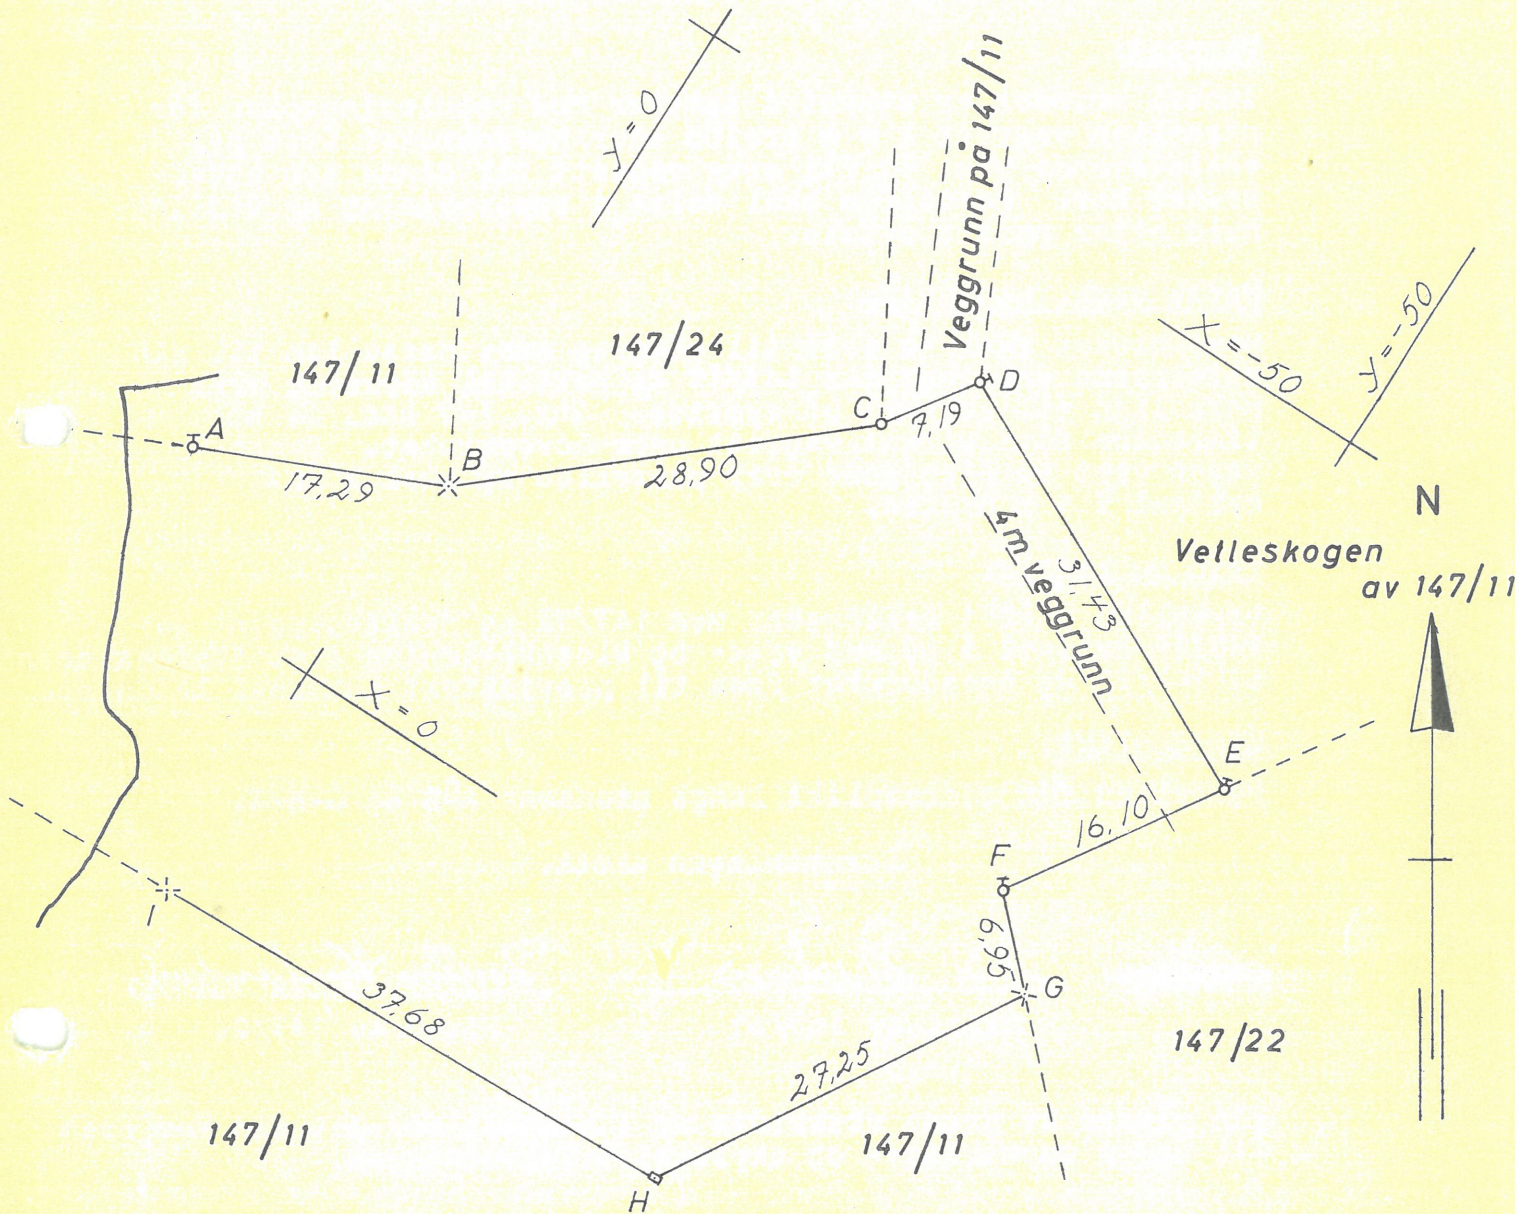 y = 0
Veggrunn på 147/11
147/24
147/11
X = -50
y = -50
A
B
C
D
17,29
28,90
7,19
N
Vetleskogen
av 147/11
31,43
4m veggrunn
X = 0
E
16,10
F
I
6,95
G
37,68
27,25
147/22
147/11
147/11
H